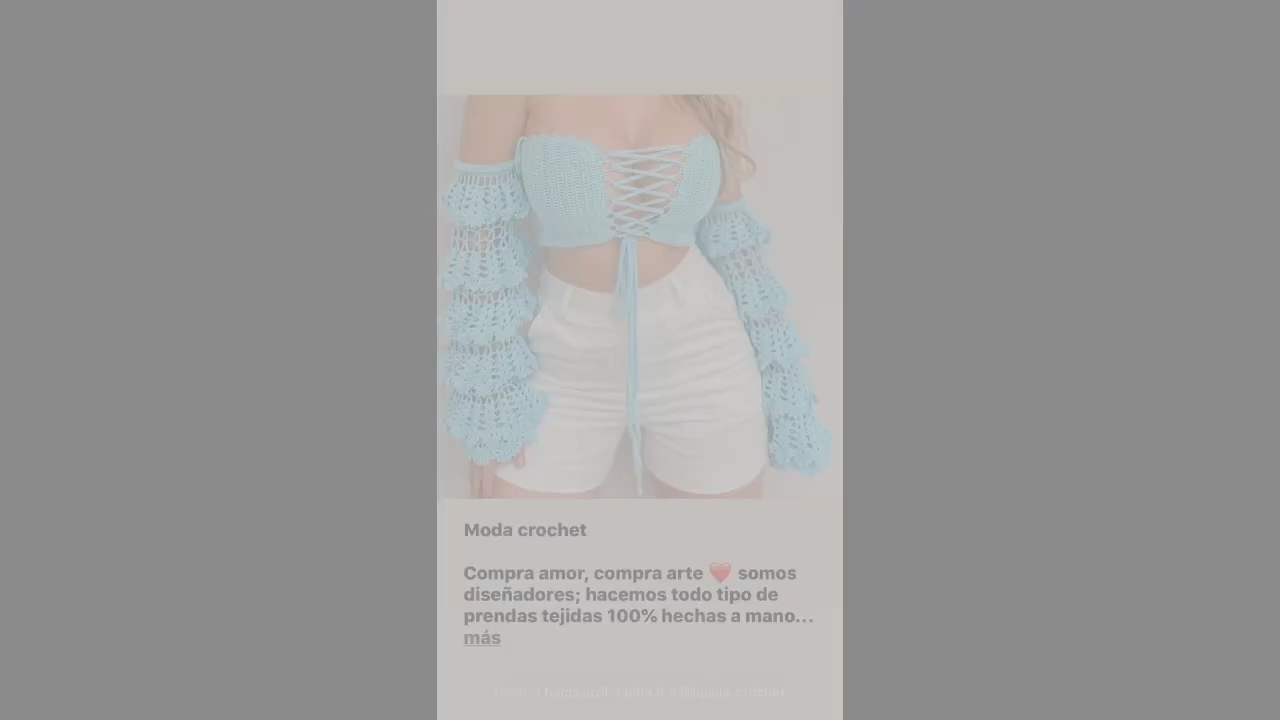 Moda crochet
Compra amor, compra arte ❤️ somos
diseñadores; hacemos todo tipo de
prendas tejidas 100% hechas a mano...
más